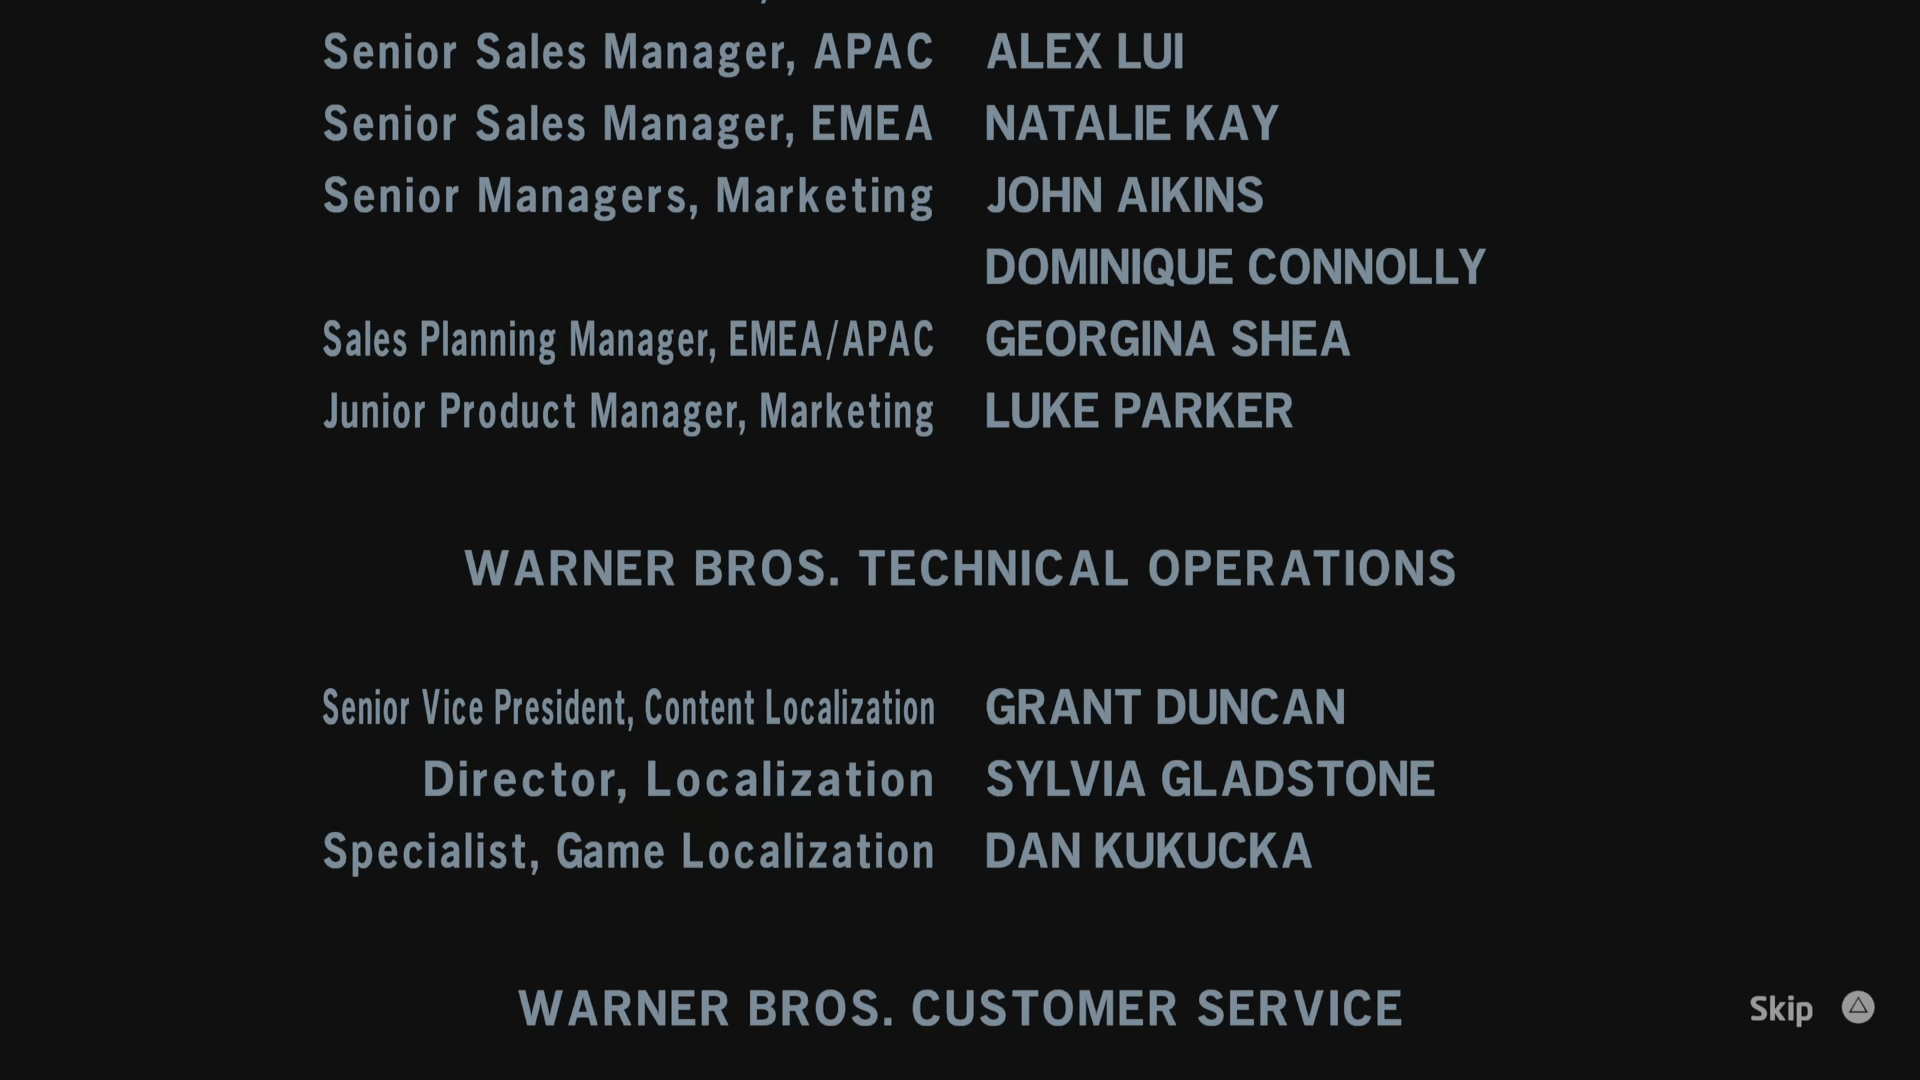 Senior Sales Manager, APAC ALEX LUI
Senior Sales Manager, EMEA NATALIE KAY
Senior Managers, Marketing JOHN AIKINS
DOMINIQUE CONNOLLY
Sales Planning Manager, EMEA/APAC GEORGINA SHEA
Junior Product Manager, Marketing LUKE PARKER
WARNER BROS. TECHNICAL OPERATIONS
Senior Vice President, Content Localization GRANT DUNCAN
Director, Localization SYLVIA GLADSTONE
Specialist, Game Localization DAN KUKUCKA
WARNER BROS. CUSTOMER SERVICE
Skip